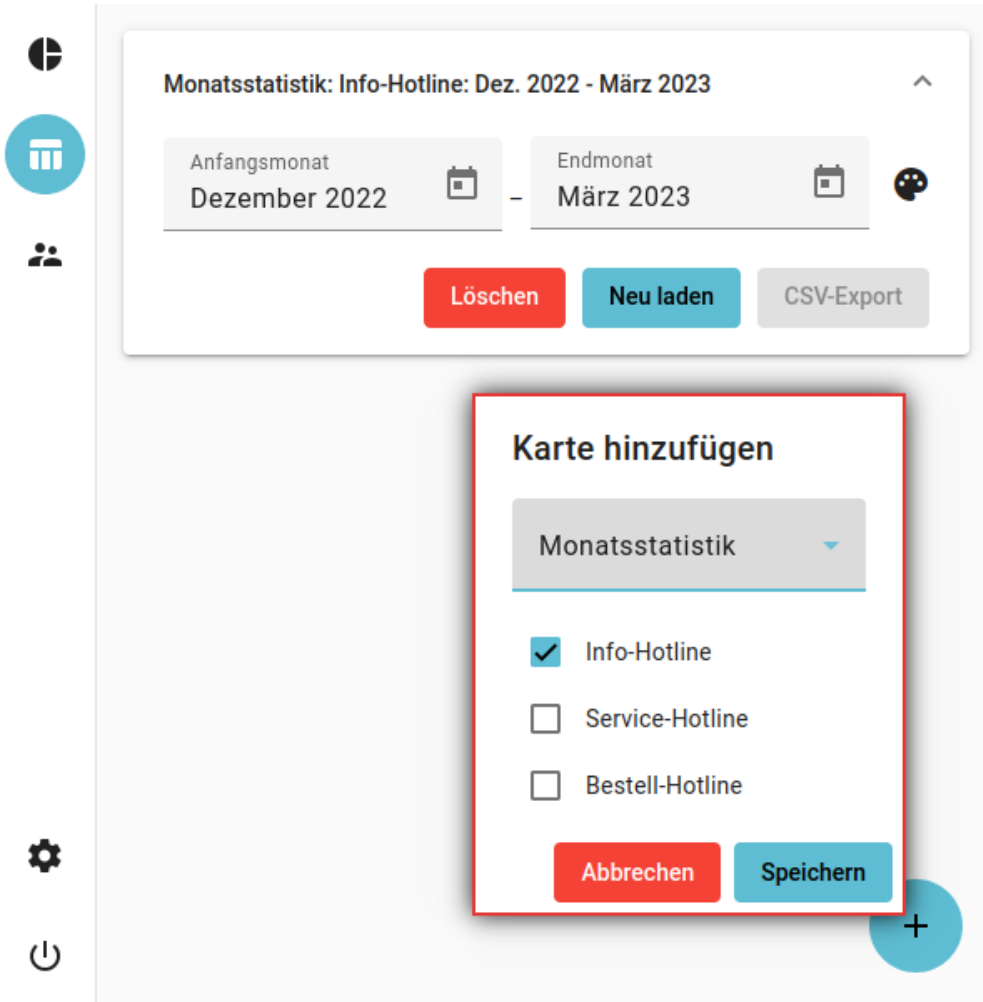 Monatsstatistik: Info-Hotline: Dez. 2022 - März 2023
Anfangsmonat
Dezember 2022
–
Endmonat
März 2023
Löschen
Neu laden
CSV-Export
Karte hinzufügen
Monatsstatistik
Info-Hotline
Service-Hotline
Bestell-Hotline
Abbrechen
Speichern
+